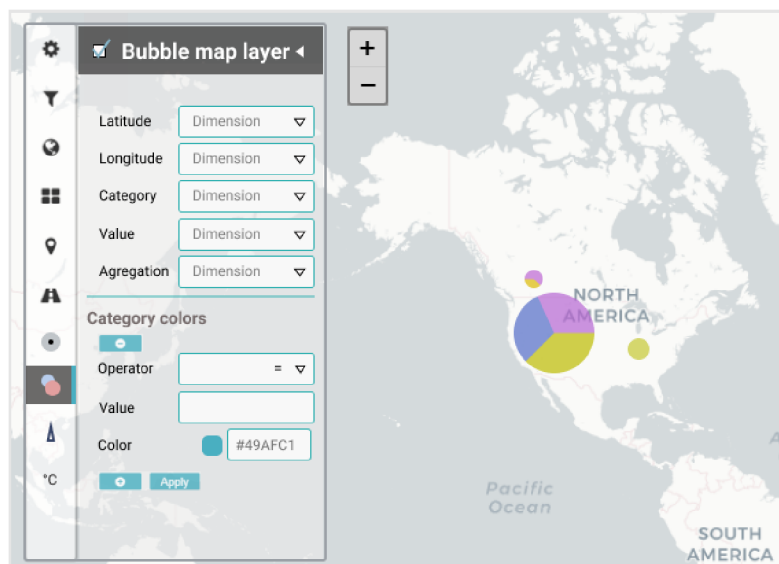 Bubble map layer
+
−
Latitude Dimension
Longitude Dimension
Category Dimension
Value Dimension
Agregation Dimension
Category colors
Operator =
Value
Color #49AFC1
Apply
°C
NORTH
AMERICA
Pacific
Ocean
SOUTH
AMERICA
A